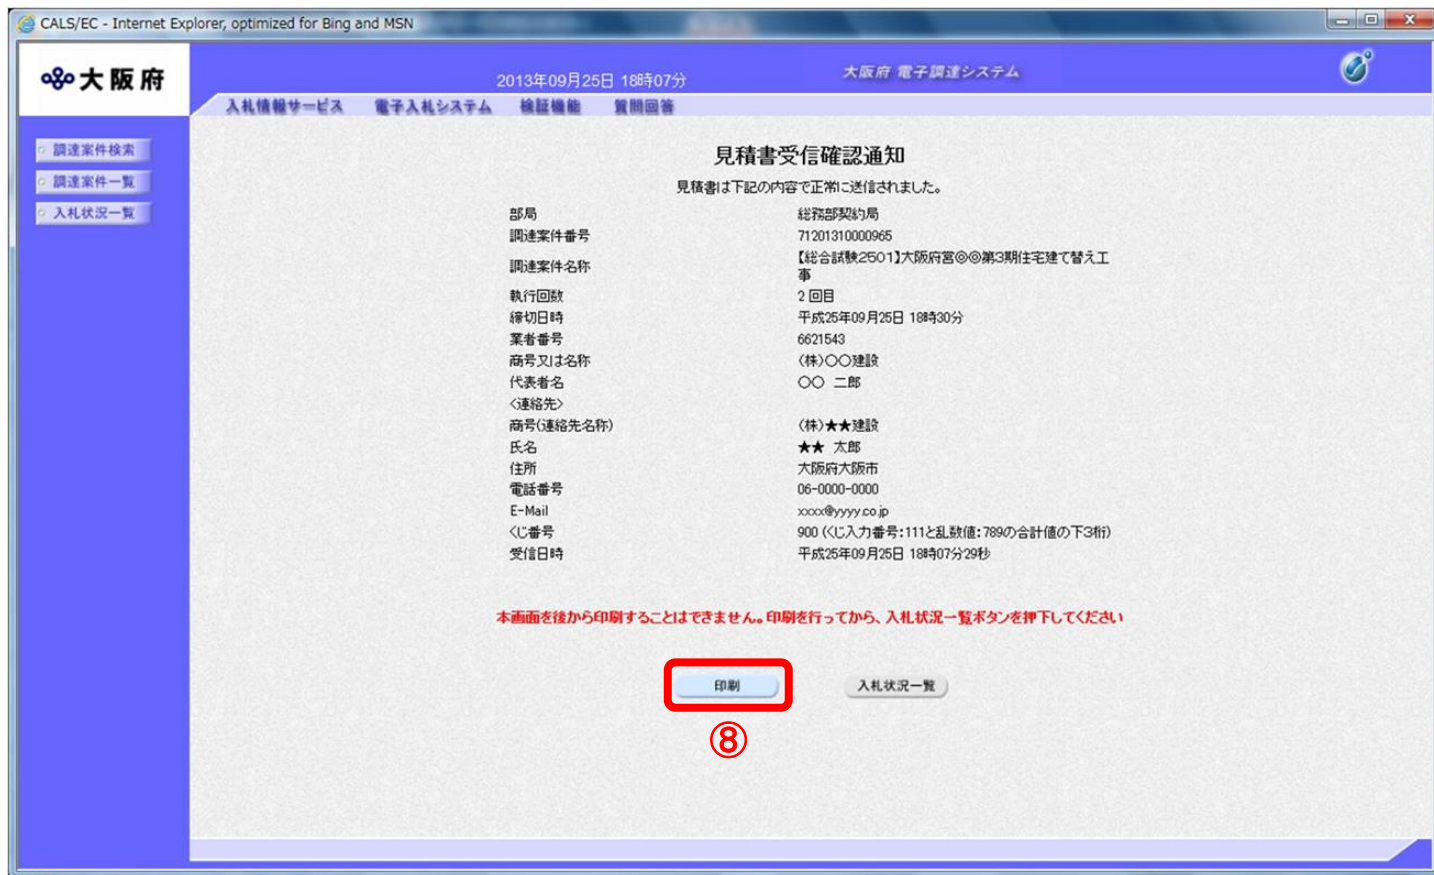 CALS/EC - Internet Explorer, optimized for Bing and MSN
大阪府
2013年09月25日 18時07分
大阪府 電子調達システム
入札情報サービス 電子入札システム 検証機能 質問回答
調達案件検索
調達案件一覧
入札状況一覧
見積書受信確認通知
見積書は下記の内容で正常に送信されました。
部局 総務部契約局
調達案件番号 71201310000965
調達案件名称 【総合試験2501】大阪府営◎◎第3期住宅建て替え工
事
執行回数 2 回目
締切日時 平成25年09月25日 18時30分
業者番号 6621543
商号又は名称 (株)〇〇建設
代表者名 〇〇 二郎
<連絡先>
商号(連絡先名称) (株)★★建設
氏名 ★★ 太郎
住所 大阪府大阪市
電話番号 06-0000-0000
E-Mail xxxx@yyyy.co.jp
くじ番号 900 (くじ入力番号:111と乱数値:789の合計値の下3桁)
受信日時 平成25年09月25日 18時07分29秒
本画面を後から印刷することはできません。印刷を行ってから、入札状況一覧ボタンを押下してください
印刷 入札状況一覧
⑧